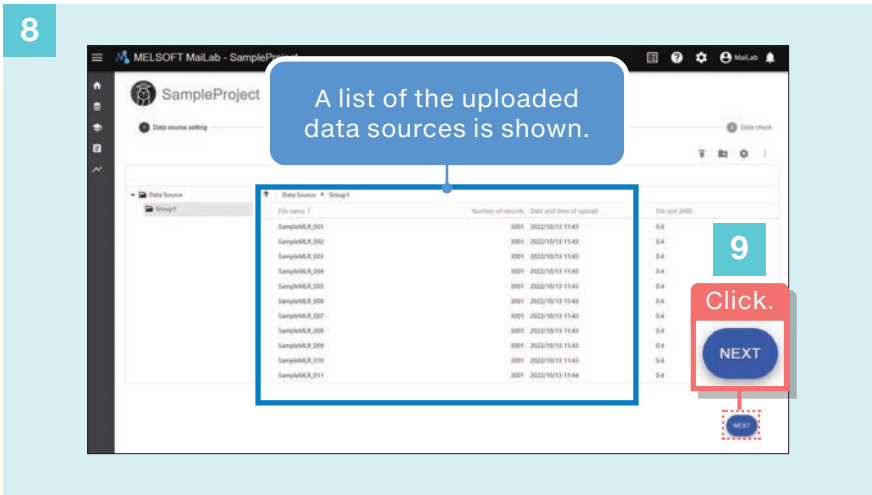 8
MELSOFT MaiLab - SampleProject
MaiLab
SampleProject
A list of the uploaded
data sources is shown.
1 Data source setting
Data check
Data Source
Data Source Group1
Group1
File name Number of records Date and time of upload File size [MB]
SampleMLR_001 3001 2022/10/13 11:43 0.4
SampleMLR_002 3001 2022/10/13 11:43 0.4
SampleMLR_003 3001 2022/10/13 11:43 0.4
SampleMLR_004 3001 2022/10/13 11:43 0.4
SampleMLR_005 3001 2022/10/13 11:43 0.4
SampleMLR_006 3001 2022/10/13 11:43 0.4
SampleMLR_007 3001 2022/10/13 11:43 0.4
SampleMLR_008 3001 2022/10/13 11:43 0.4
SampleMLR_009 3001 2022/10/13 11:43 0.4
SampleMLR_010 3001 2022/10/13 11:43 0.4
SampleMLR_011 3001 2022/10/13 11:44 0.4
9
Click.
NEXT
NEXT